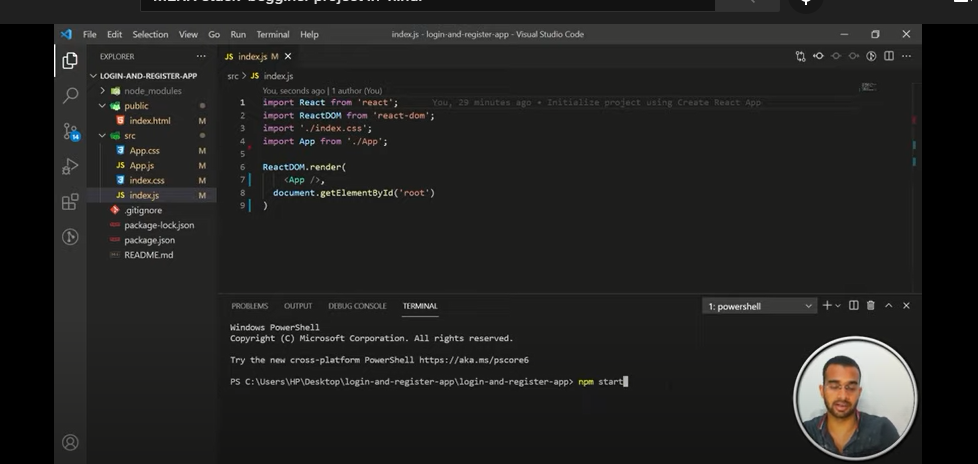 File Edit Selection View Go Run Terminal Help
index.js - login-and-register-app - Visual Studio Code
EXPLORER
LOGIN-AND-REGISTER-APP
node_modules
public
index.html M
src
App.css M
JS App.js M
index.css M
JS index.js M
.gitignore
package-lock.json
package.json
README.md
14
JS index.js M
src > JS index.js
You, seconds ago | 1 author (You)
1 import React from 'react'; You, 29 minutes ago • Initialize project using Create React App
2 import ReactDOM from 'react-dom';
3 import './index.css';
4 import App from './App';
5
6 ReactDOM.render(
7 <App />,
8 document.getElementById('root')
9 )
PROBLEMS OUTPUT DEBUG CONSOLE TERMINAL
1: powershell
Windows PowerShell
Copyright (C) Microsoft Corporation. All rights reserved.
Try the new cross-platform PowerShell https://aka.ms/pscore6
PS C:\Users\HP\Desktop\login-and-register-app\login-and-register-app> npm start